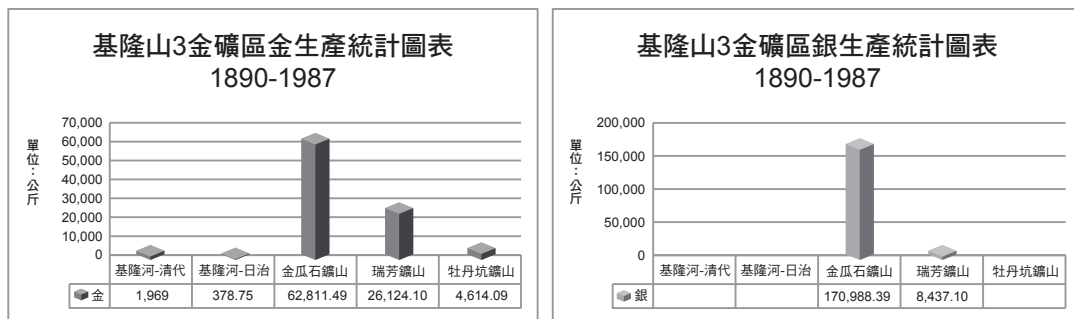 基隆山3金礦區金生產統計圖表
1890-1987
單位：公斤
70,000
60,000
50,000
40,000
30,000
20,000
10,000
0
基隆河-清代 基隆河-日治 金瓜石鑛山 瑞芳鑛山 牡丹坑鑛山
金 1,969 378.75 62,811.49 26,124.10 4,614.09
基隆山3金礦區銀生產統計圖表
1890-1987
單位：公斤
200,000
150,000
100,000
50,000
0
基隆河-清代 基隆河-日治 金瓜石鑛山 瑞芳鑛山 牡丹坑鑛山
銀 170,988.39 8,437.10